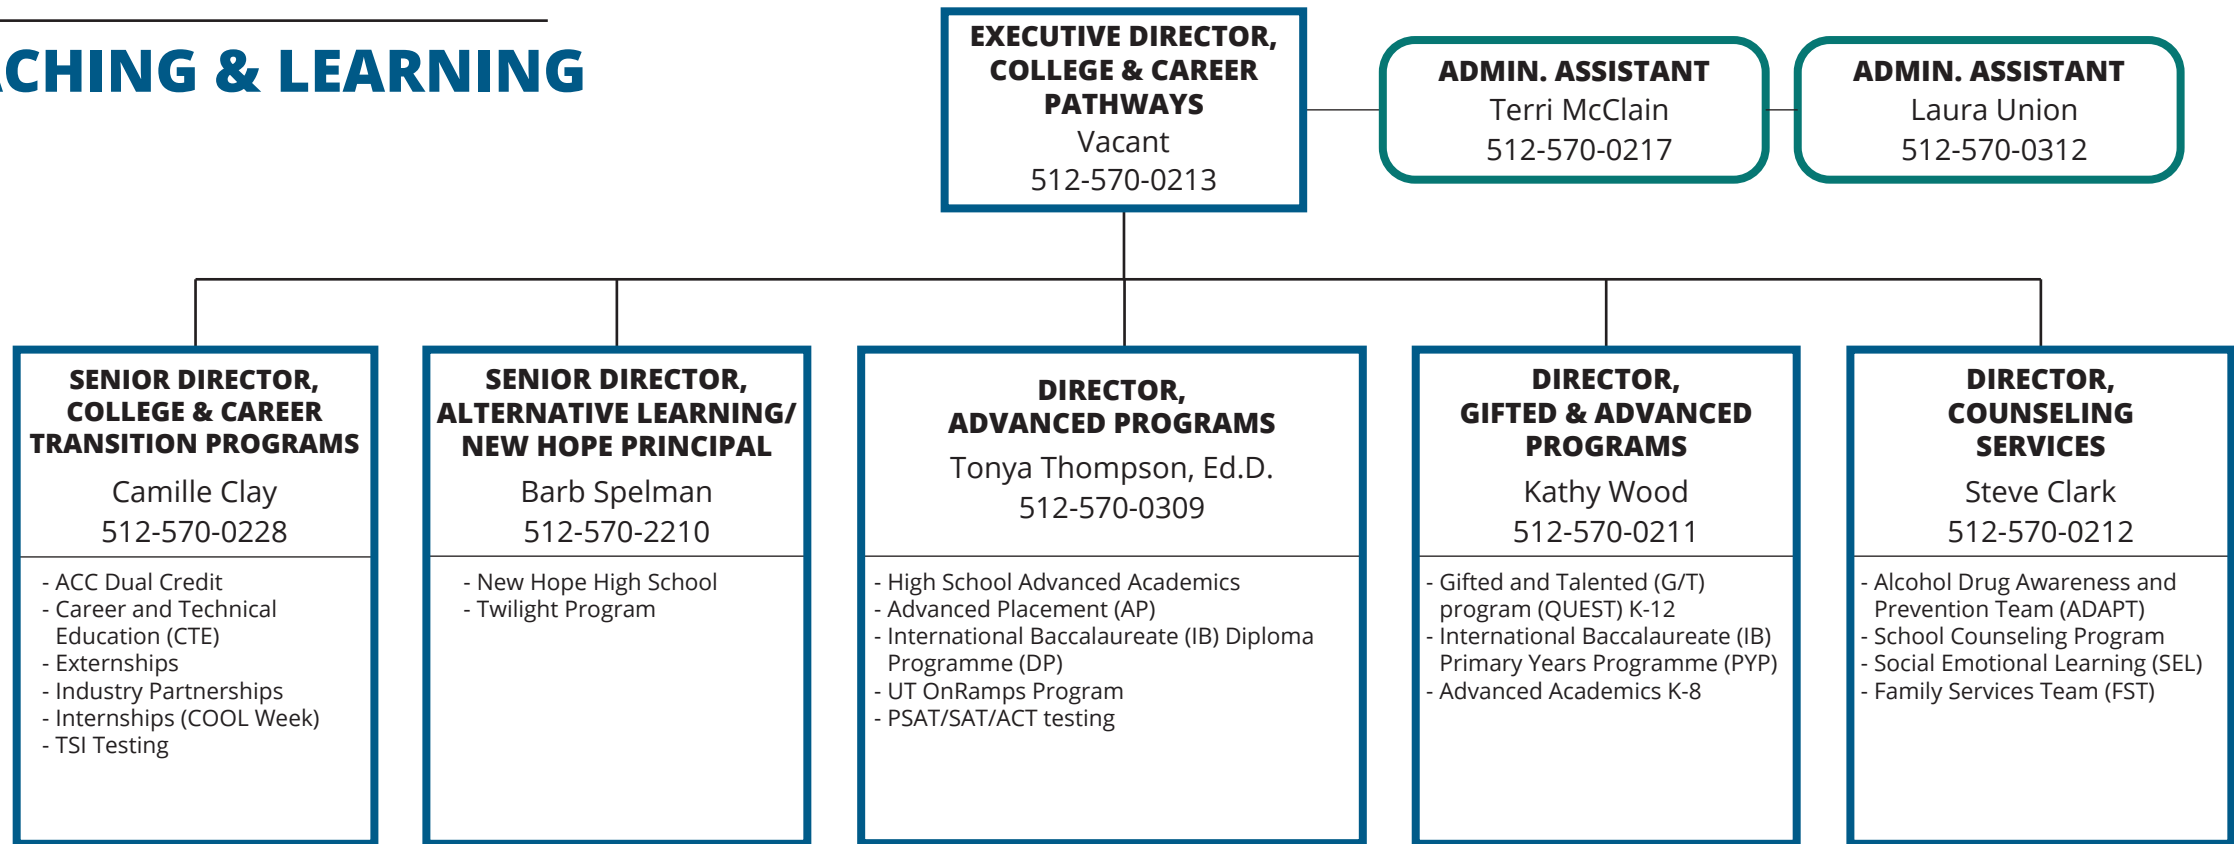 ACHING & LEARNING
EXECUTIVE DIRECTOR,
COLLEGE & CAREER
PATHWAYS
Vacant
512-570-0213
ADMIN. ASSISTANT
Terri McClain
512-570-0217
ADMIN. ASSISTANT
Laura Union
512-570-0312
SENIOR DIRECTOR,
COLLEGE & CAREER
TRANSITION PROGRAMS
Camille Clay
512-570-0228
- ACC Dual Credit
- Career and Technical
Education (CTE)
- Externships
- Industry Partnerships
- Internships (COOL Week)
- TSI Testing
SENIOR DIRECTOR,
ALTERNATIVE LEARNING/
NEW HOPE PRINCIPAL
Barb Spelman
512-570-2210
- New Hope High School
- Twilight Program
DIRECTOR,
ADVANCED PROGRAMS
Tonya Thompson, Ed.D.
512-570-0309
- High School Advanced Academics
- Advanced Placement (AP)
- International Baccalaureate (IB) Diploma
Programme (DP)
- UT OnRamps Program
- PSAT/SAT/ACT testing
DIRECTOR,
GIFTED & ADVANCED
PROGRAMS
Kathy Wood
512-570-0211
- Gifted and Talented (G/T)
program (QUEST) K-12
- International Baccalaureate (IB)
Primary Years Programme (PYP)
- Advanced Academics K-8
DIRECTOR,
COUNSELING
SERVICES
Steve Clark
512-570-0212
- Alcohol Drug Awareness and
Prevention Team (ADAPT)
- School Counseling Program
- Social Emotional Learning (SEL)
- Family Services Team (FST)